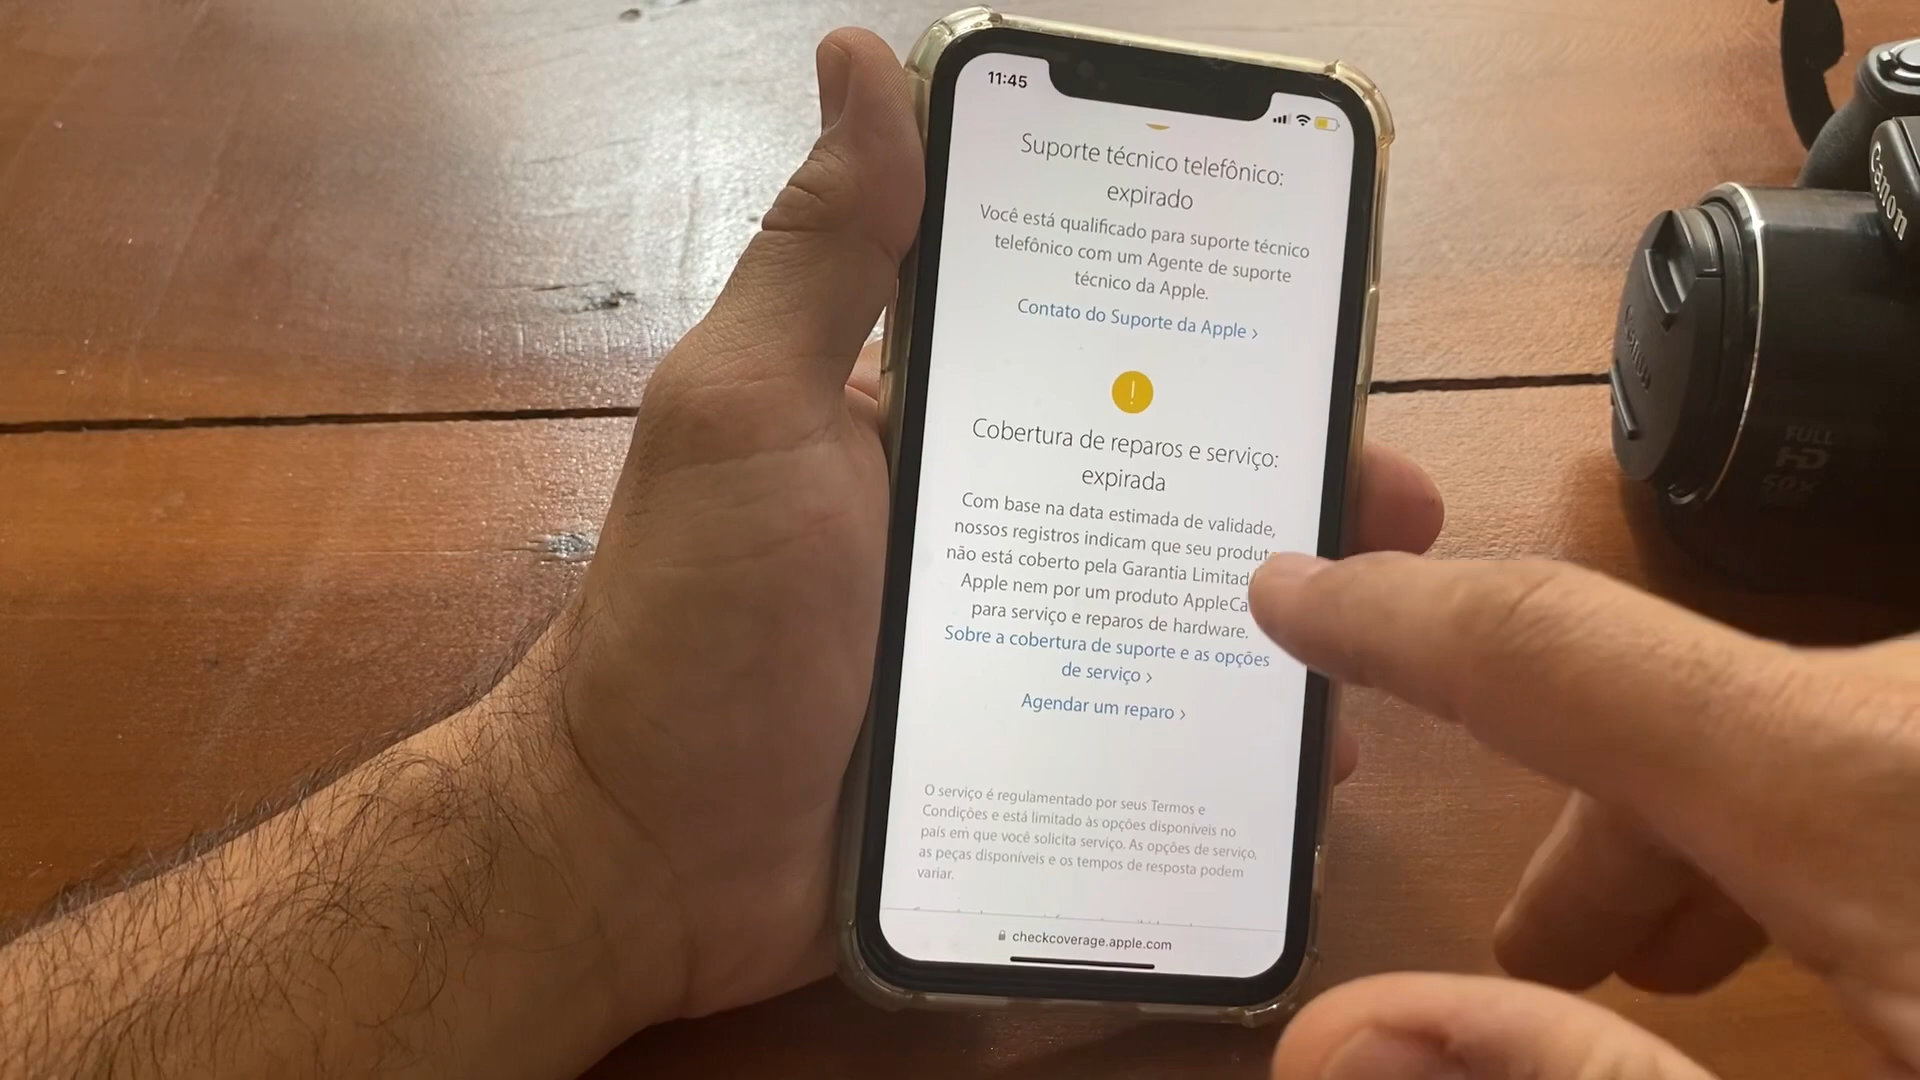 11:45
Suporte técnico telefônico:
expirado
Você está qualificado para suporte técnico
telefônico com um Agente de suporte
técnico da Apple.
Contato do Suporte da Apple >
!
Cobertura de reparos e serviço:
expirada
Com base na data estimada de validade,
nossos registros indicam que seu produt
não está coberto pela Garantia Limitad
Apple nem por um produto AppleCa
para serviço e reparos de hardware.
Sobre a cobertura de suporte e as opções
de serviço >
Agendar um reparo >
O serviço é regulamentado por seus Termos e
Condições e está limitado às opções disponíveis no
país em que você solicita serviço. As opções de serviço,
as peças disponíveis e os tempos de resposta podem
variar.
checkcoverage.apple.com
Canon
Canon
FULL
HD